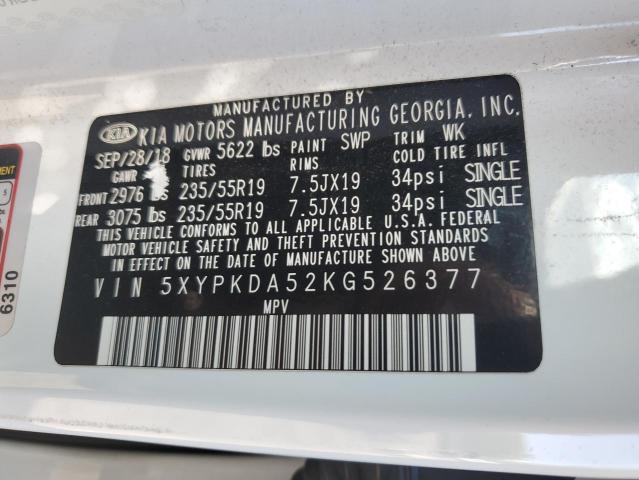 MANUFACTURED BY
KIA KIA MOTORS MANUFACTURING GEORGIA, INC.
SEP/28/18 GVWR 5622 lbs PAINT SWP TRIM WK
GAWR TIRES RIMS COLD TIRE INFL
FRONT 2976 lbs 235/55R19 7.5JX19 34psi SINGLE
REAR 3075 lbs 235/55R19 7.5JX19 34psi SINGLE
THIS VEHICLE CONFORMS TO ALL APPLICABLE U.S.A. FEDERAL
MOTOR VEHICLE SAFETY AND THEFT PREVENTION STANDARDS
IN EFFECT ON THE DATE OF MANUFACTURE SHOWN ABOVE.
VIN 5XYPKDA52KG526377
MPV
5
6310